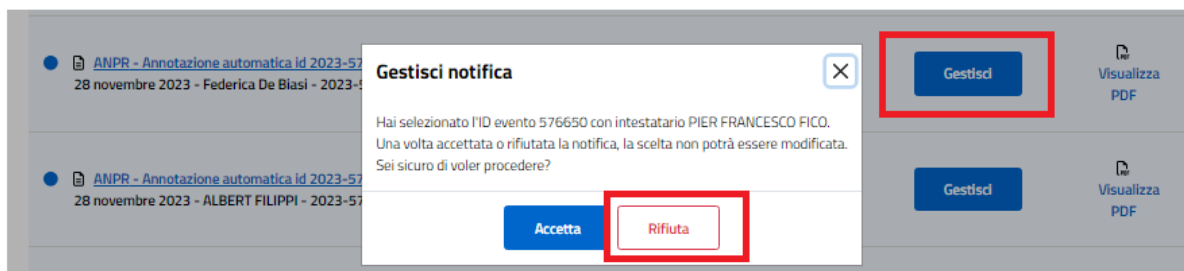 ANPR - Annotazione automatica id 2023-57
28 novembre 2023 - Federica De Biasi - 2023-5
Gestisci notifica
Hai selezionato l'ID evento 576650 con intestatario PIER FRANCESCO FICO.
Una volta accettata o rifiutata la notifica, la scelta non potrà essere modificata.
Sei sicuro di voler procedere?
Accetta
Rifiuta
Gestisci
Visualizza
PDF
ANPR - Annotazione automatica id 2023-57
28 novembre 2023 - ALBERT FILIPPI - 2023-57
Gestisci
Visualizza
PDF